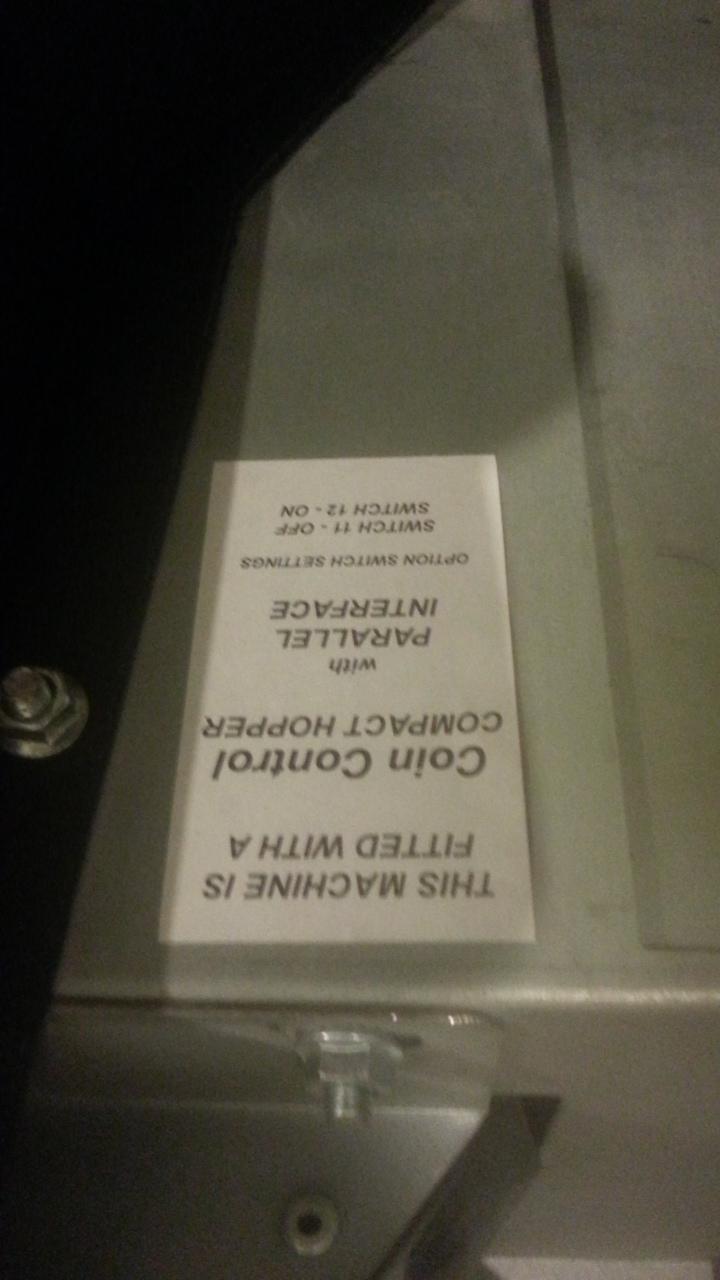 THIS MACHINE IS
FITTED WITH A
Coin Control
COMPACT HOPPER
with
PARALLEL
INTERFACE
OPTION SWITCH SETTINGS
SWITCH 11 - OFF
SWITCH 12 - ON